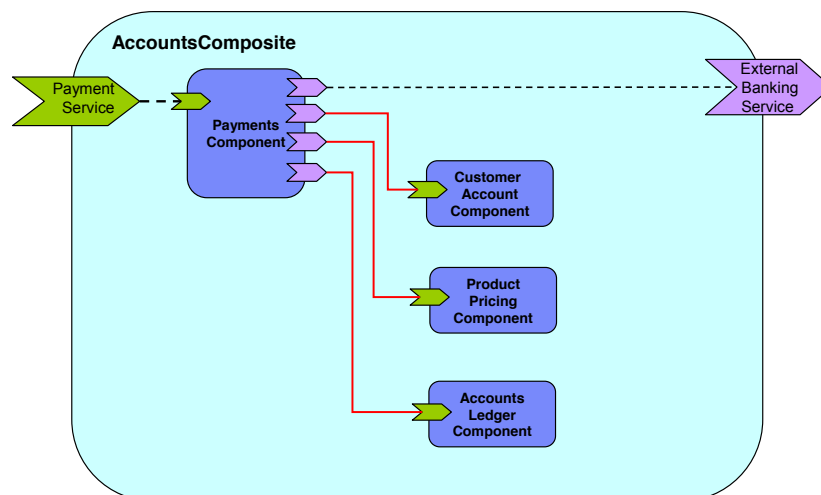 AccountsComposite
Payment
Service
Payments
Component
External
Banking
Service
Customer
Account
Component
Product
Pricing
Component
Accounts
Ledger
Component